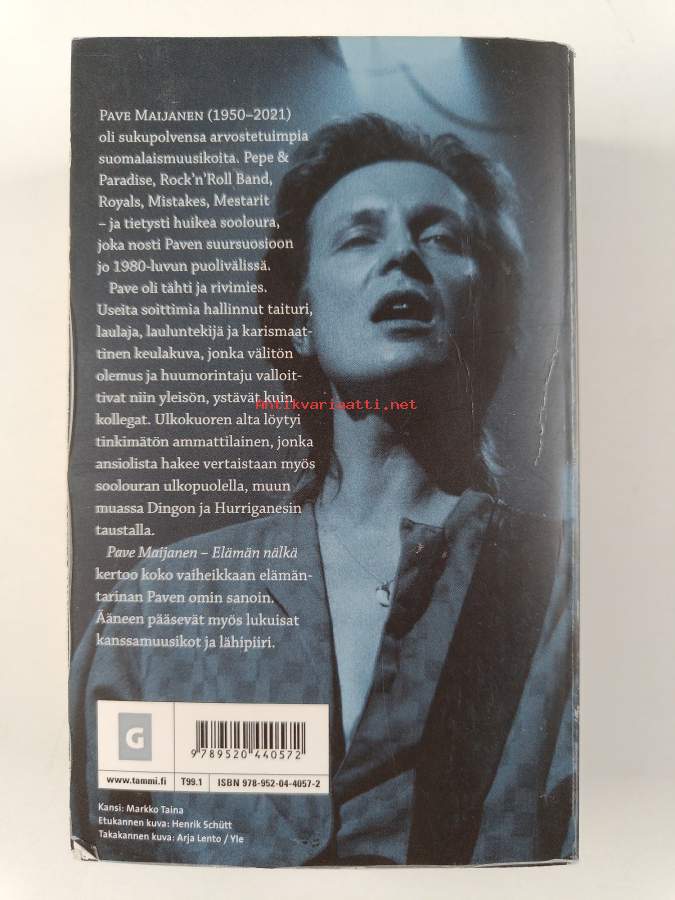 PAVE MAIJANEN (1950–2021)
oli sukupolvensa arvostetuimpia
suomalaismuusikoita. Pepe &
Paradise, Rock'n'Roll Band,
Royals, Mistakes, Mestarit
– ja tietysti huikea sooloura,
joka nosti Paven suursuosioon
jo 1980-luvun puolivälissä.
Pave oli tähti ja rivimies.
Useita soittimia hallinnut taituri,
laulaja, lauluntekijä ja karismaat-
tinen keulakuva, jonka välitön
olemus ja huumorintaju valloit-
tivat niin yleisön, ystävät kuin
Antikvariaatti.net
kollegat. Ulkokuoren alta löytyi
tinkimätön ammattilainen, jonka
ansiolista hakee vertaistaan myös
soolouran ulkopuolella, muun
muassa Dingon ja Hurriganesin
taustalla.
Pave Maijanen – Elämän nälkä
kertoo koko vaiheikkaan elämän-
tarinan Paven omin sanoin.
Ääneen pääsevät myös lukuisat
kanssamuusikot ja lähipiiri.
G
9 789520 440572
www.tammi.fi T99.1 ISBN 978-952-04-4057-2
Kansi: Markko Taina
Etukannen kuva: Henrik Schütt
Takakannen kuva: Arja Lento / Yle